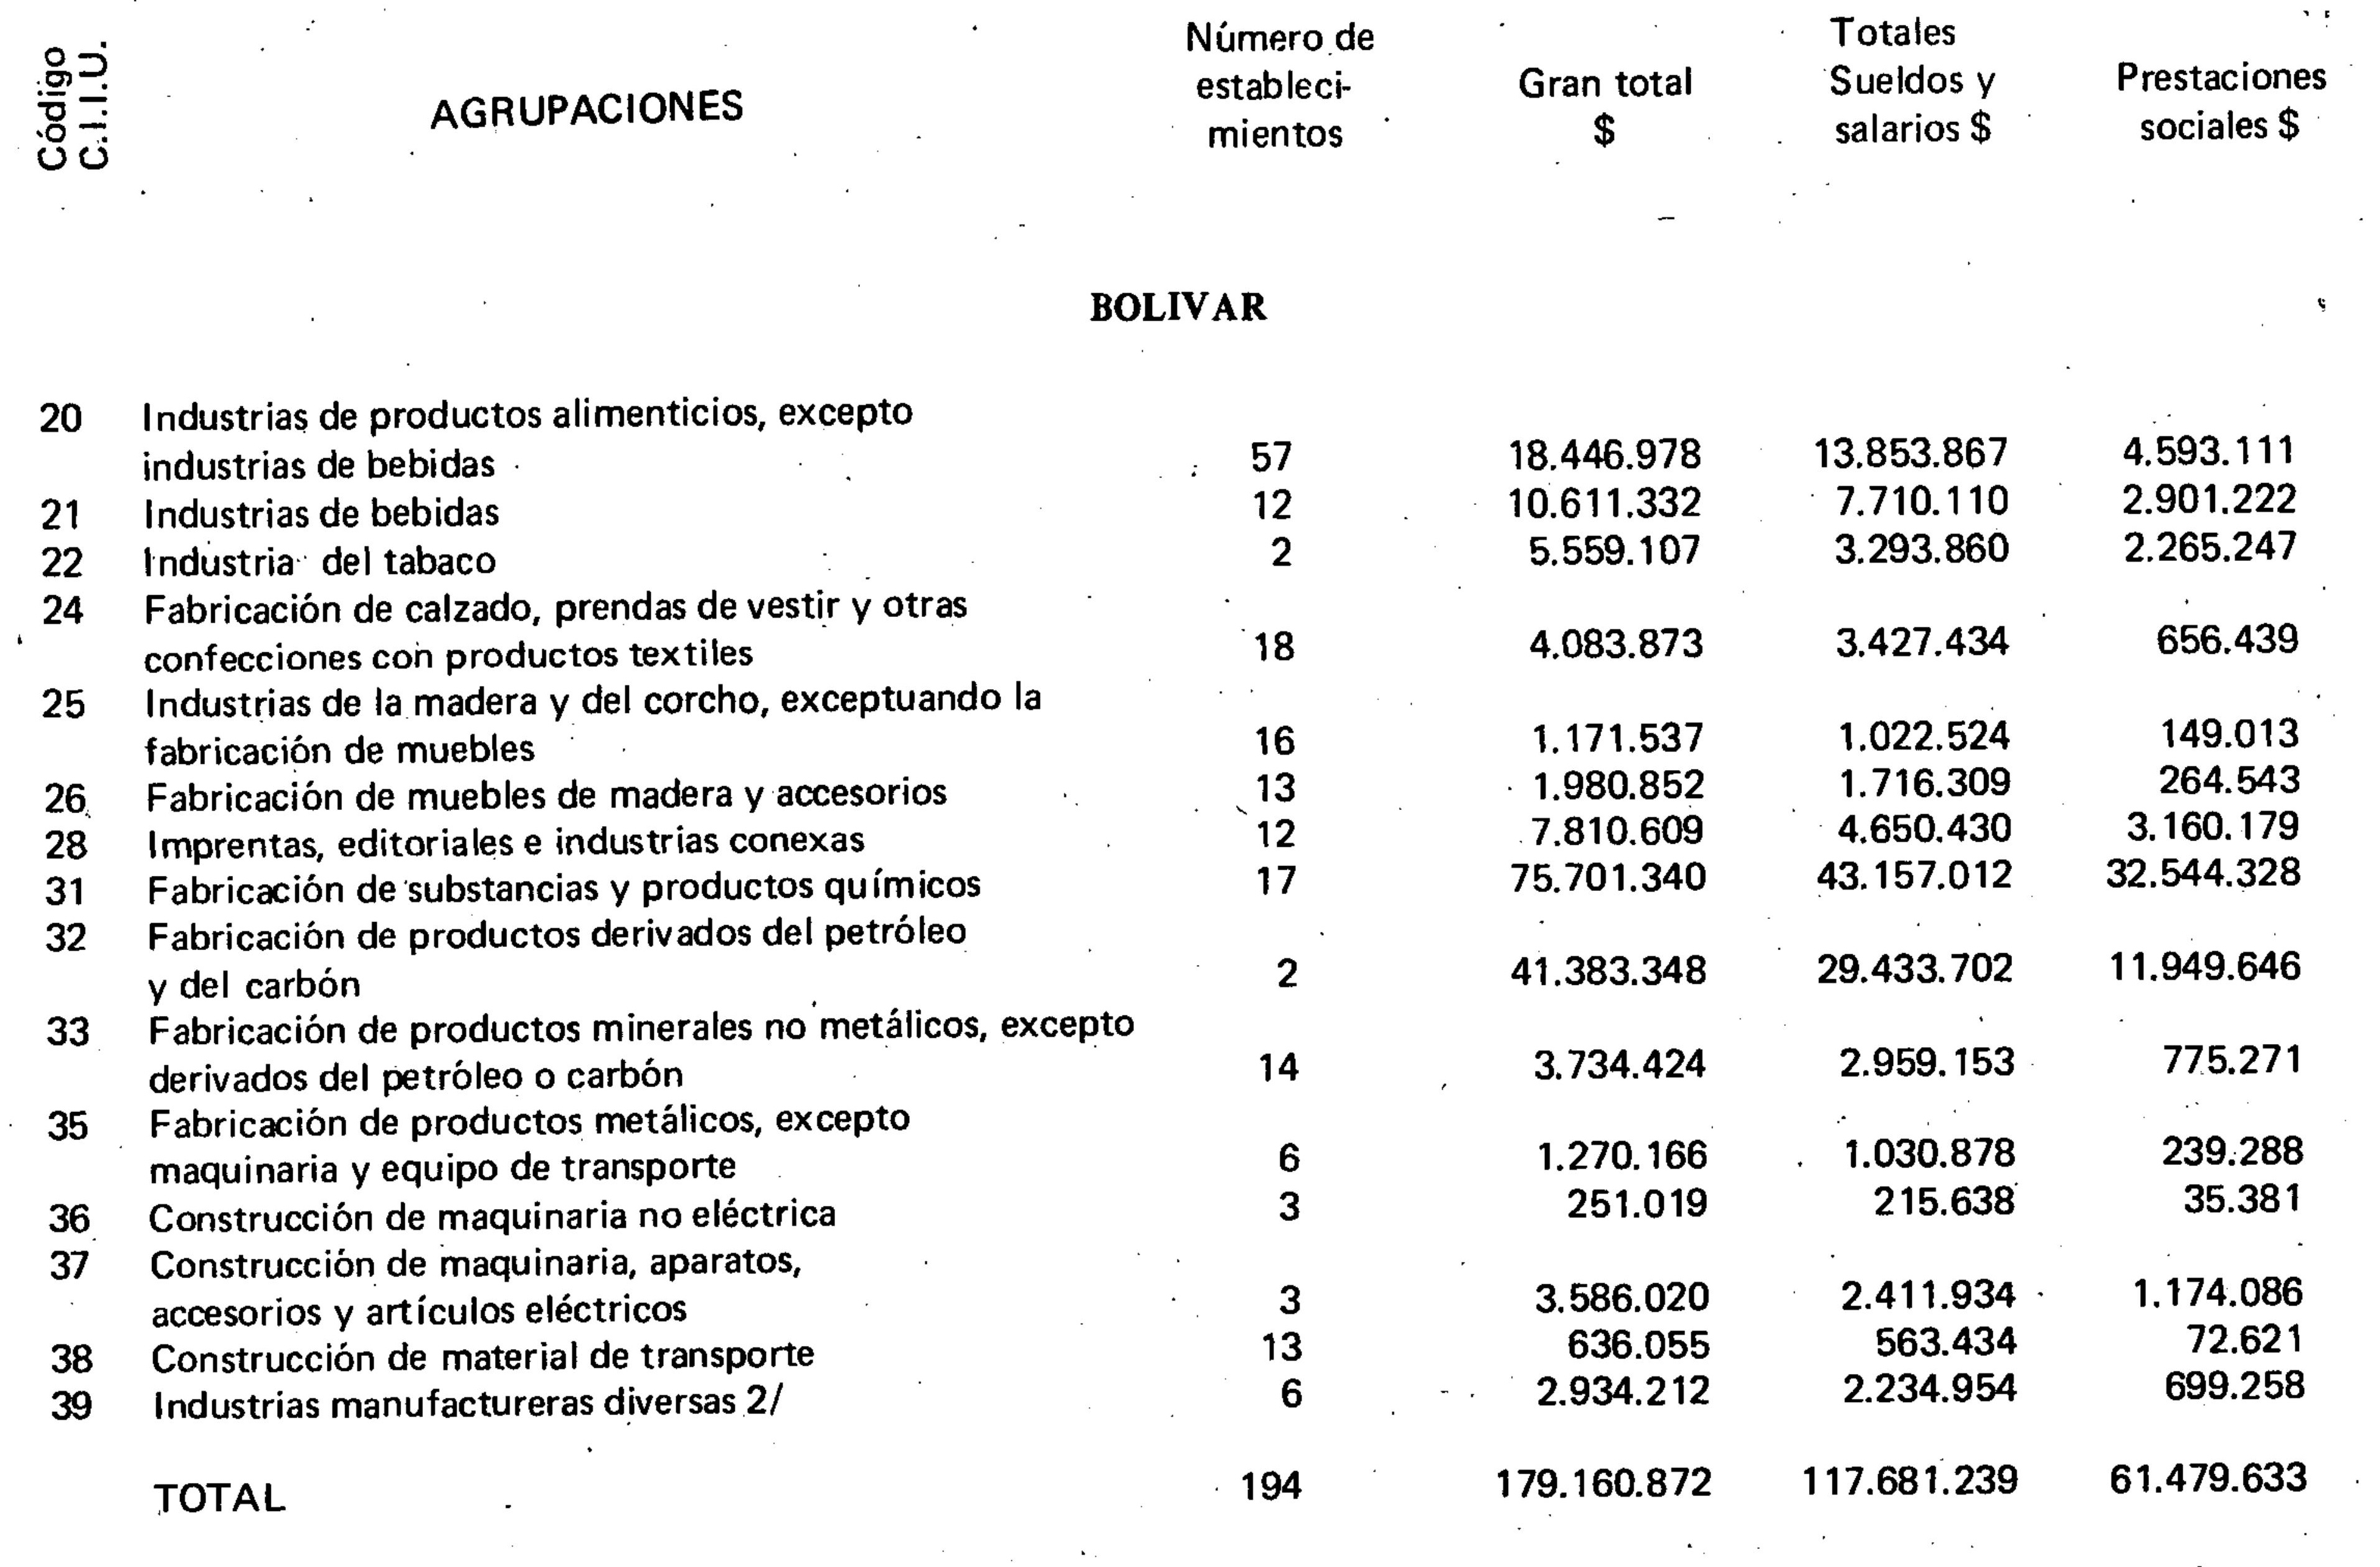 Código C.I.I.U. AGRUPACIONES Número de estableci- mientos Gran total $ Totales Sueldos y salarios $ Prestaciones sociales $
BOLIVAR
20 Industrias de productos alimenticios, excepto
industrias de bebidas 57 18.446.978 13.853.867 4.593.111
21 Industrias de bebidas 12 10.611.332 7.710.110 2.901.222
22 Industria del tabaco 2 5.559.107 3.293.860 2.265.247
24 Fabricación de calzado, prendas de vestir y otras
confecciones con productos textiles 18 4.083.873 3.427.434 656.439
25 Industrias de la madera y del corcho, exceptuando la
fabricación de muebles 16 1.171.537 1.022.524 149.013
26 Fabricación de muebles de madera y accesorios 13 1.980.852 1.716.309 264.543
28 Imprentas, editoriales e industrias conexas 12 7.810.609 4.650.430 3.160.179
31 Fabricación de substancias y productos químicos 17 75.701.340 43.157.012 32.544.328
32 Fabricación de productos derivados del petróleo
y del carbón 2 41.383.348 29.433.702 11.949.646
33 Fabricación de productos minerales no metálicos, excepto
derivados del petróleo o carbón 14 3.734.424 2.959.153 775.271
35 Fabricación de productos metálicos, excepto
maquinaria y equipo de transporte 6 1.270.166 1.030.878 239.288
36 Construcción de maquinaria no eléctrica 3 251.019 215.638 35.381
37 Construcción de maquinaria, aparatos,
accesorios y artículos eléctricos 3 3.586.020 2.411.934 1.174.086
38 Construcción de material de transporte 13 636.055 563.434 72.621
39 Industrias manufactureras diversas 2/ 6 2.934.212 2.234.954 699.258
TOTAL 194 179.160.872 117.681.239 61.479.633